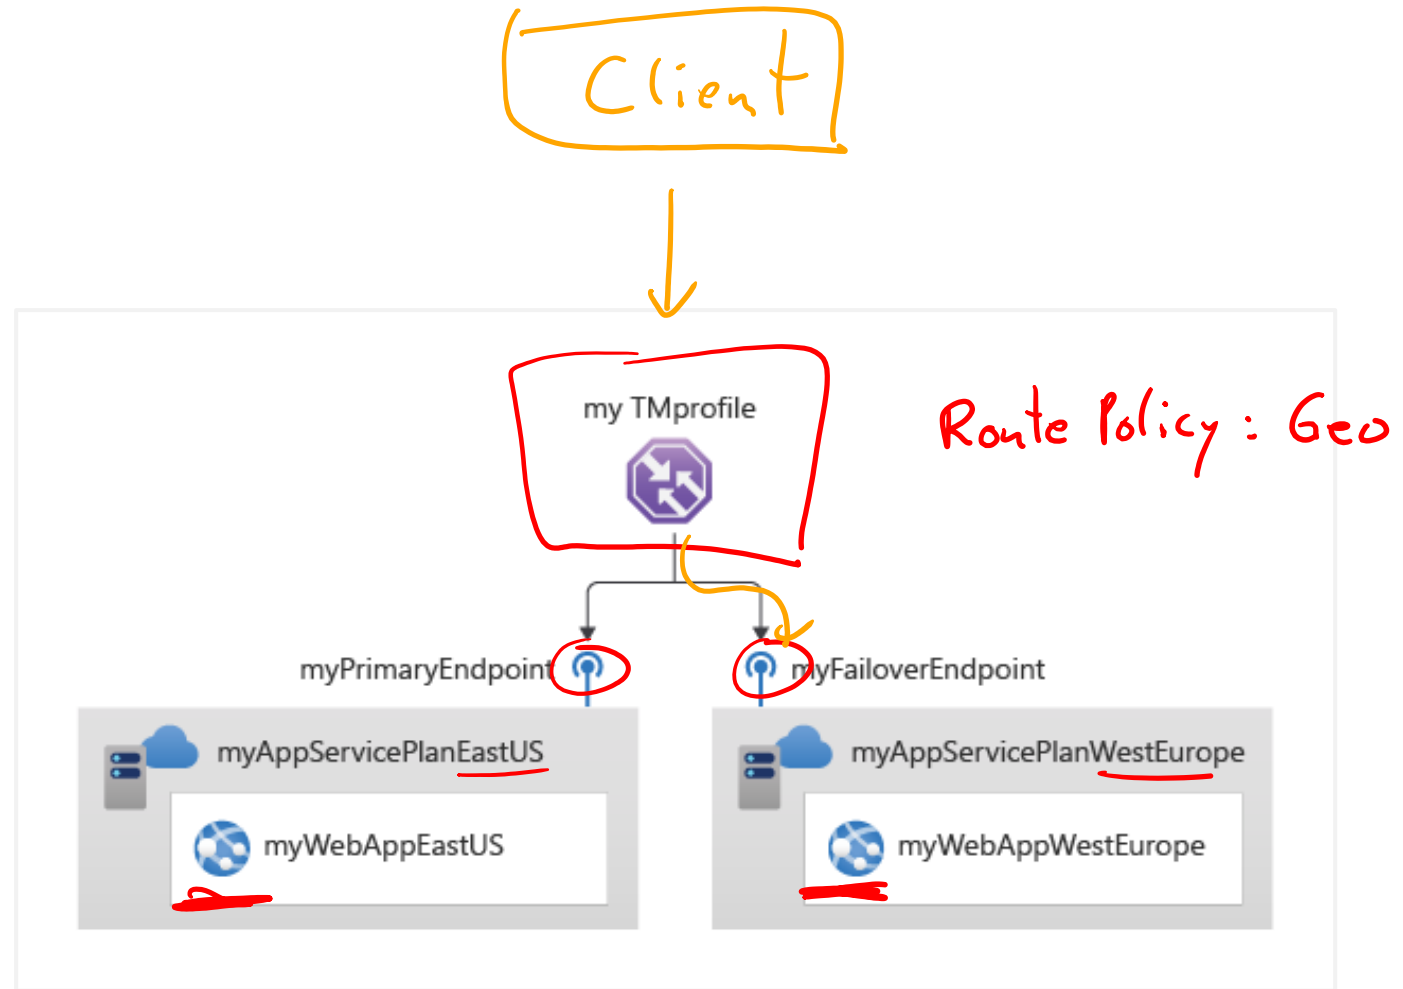 Client
my TMprofile
Route Policy: Geo
myPrimaryEndpoint
myFailoverEndpoint
myAppServicePlanEastUS
myAppServicePlanWestEurope
myWebAppEastUS
myWebAppWestEurope